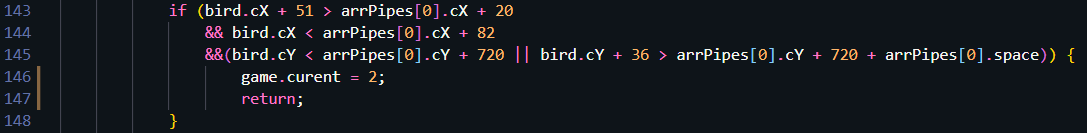 143 if (bird.cX + 51 > arrPipes[0].cX + 20
144 && bird.cX < arrPipes[0].cX + 82
145 &&(bird.cY < arrPipes[0].cY + 720 || bird.cY + 36 > arrPipes[0].cY + 720 + arrPipes[0].space)) {
146 game.curent = 2;
147 return;
148 }